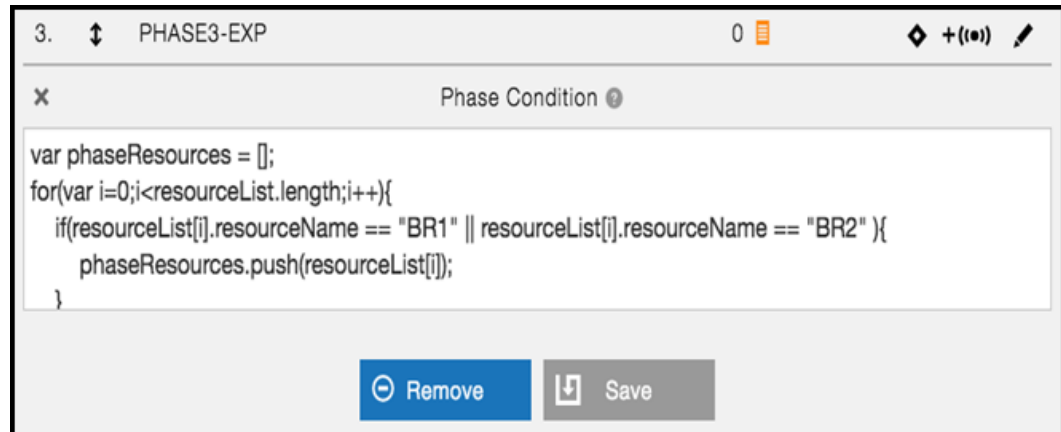 3. PHASE3-EXP 0 +((•))
Phase Condition ?
var phaseResources = [];
for(var i=0;i<resourceList.length;i++){
if(resourceList[i].resourceName == "BR1" || resourceList[i].resourceName == "BR2" ){
phaseResources.push(resourceList[i]);
}
Remove Save